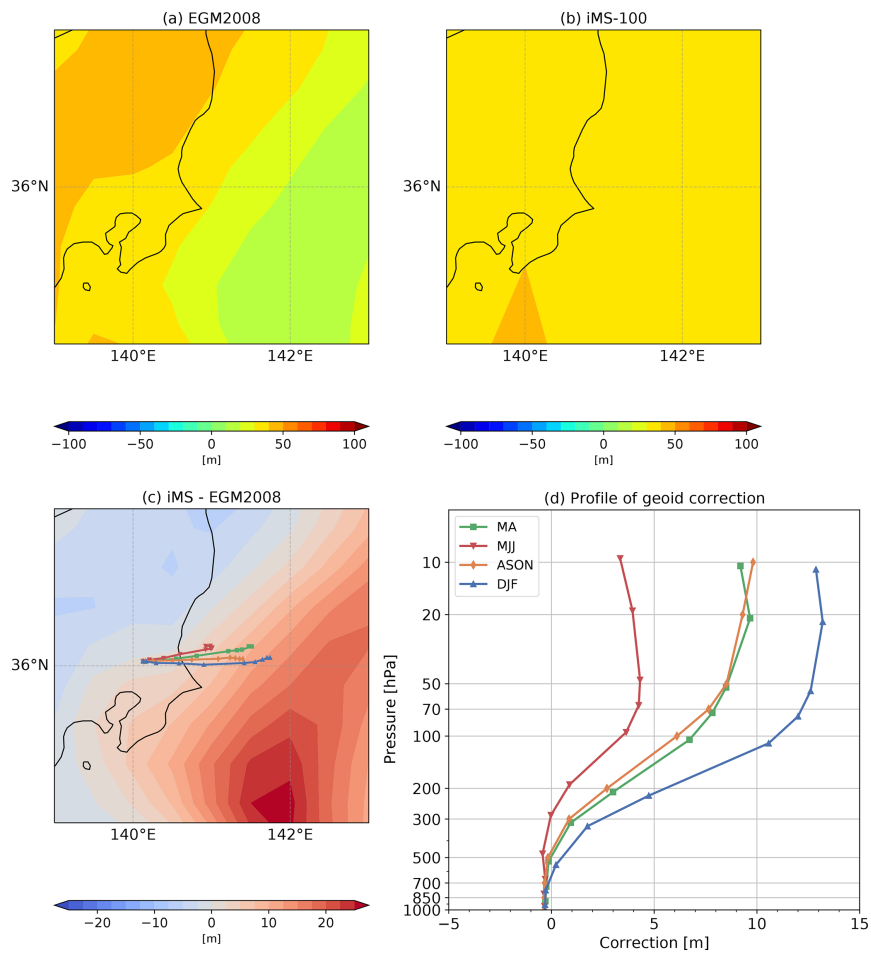 (a) EGM2008
(b) iMS-100
36°N
36°N
140°E
142°E
140°E
142°E
−100
−50
0
50
100
[m]
−100
−50
0
50
100
[m]
(c) iMS - EGM2008
36°N
140°E
142°E
−20
−10
0
10
20
[m]
(d) Profile of geoid correction
MA
MJJ
ASON
DJF
Pressure [hPa]
10
20
50
70
100
200
300
500
700
850
1000
−5
0
5
10
15
Correction [m]